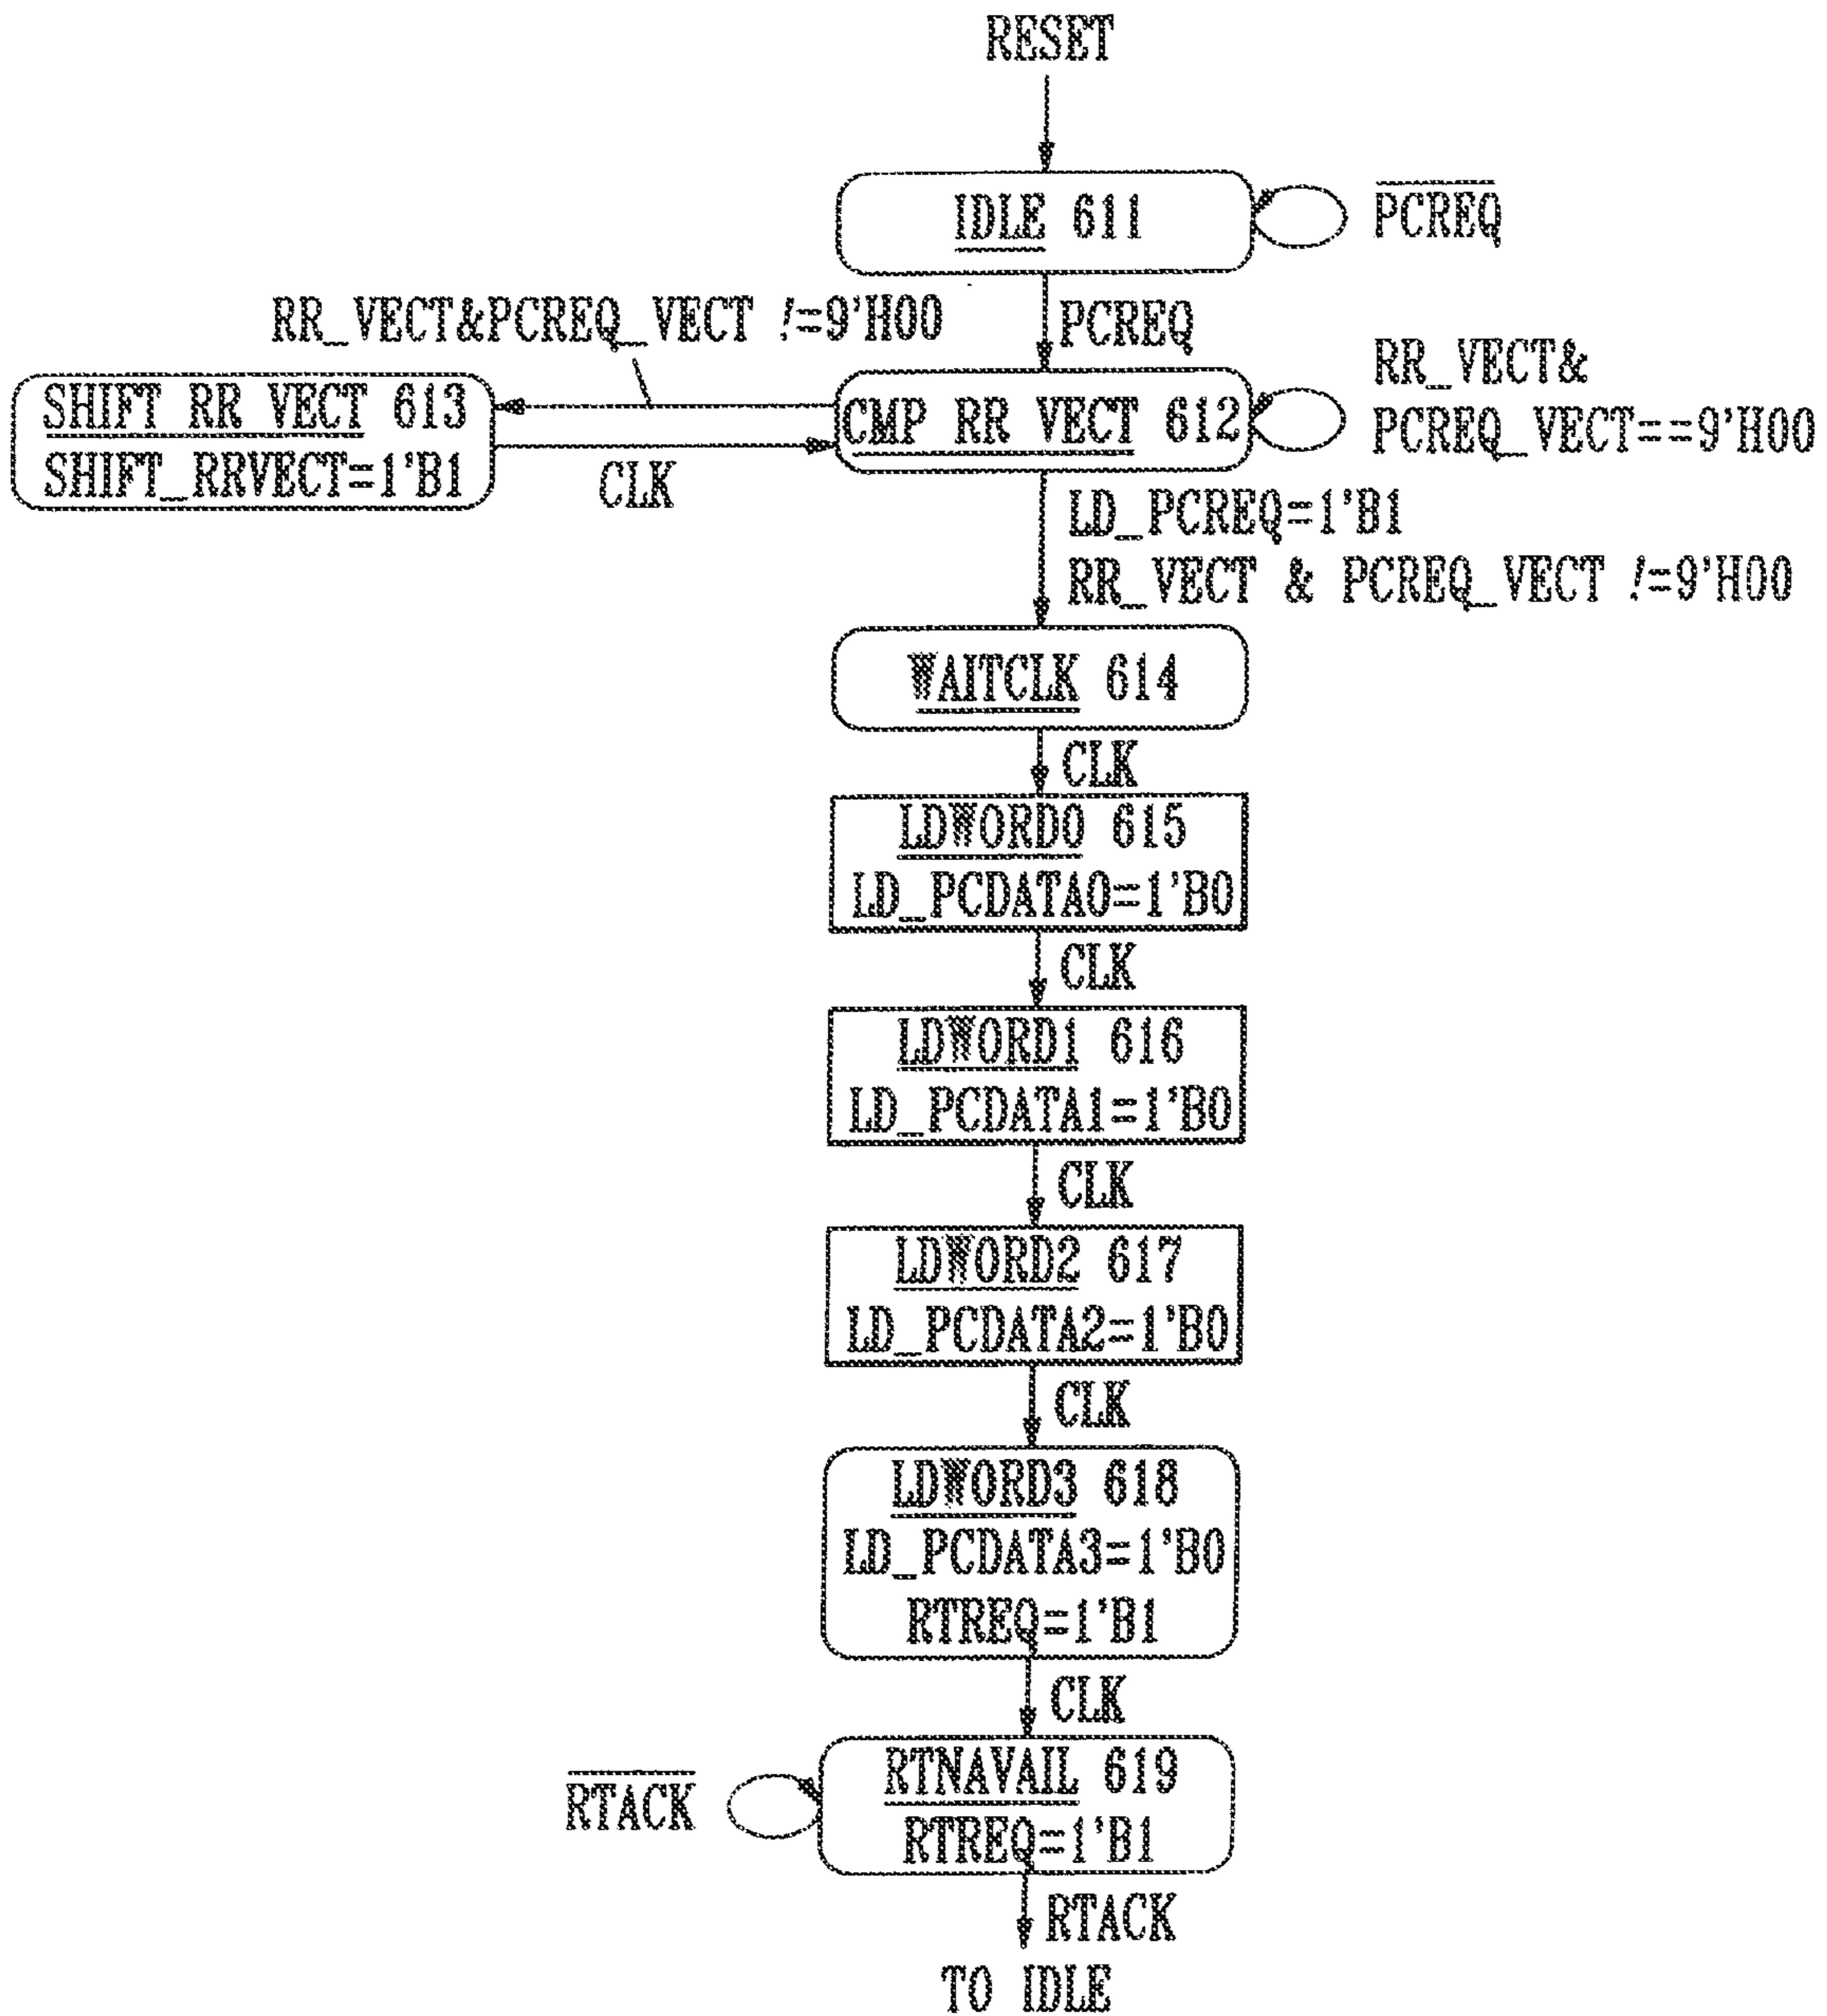 RESET
IDLE 611
PCREQ
RR_VECT&PCREQ_VECT !=9'H00
PCREQ
RR_VECT&
PCREQ_VECT==9'H00
SHIFT RR VECT 613
SHIFT_RRVECT=1'B1
CLK
CMP RR VECT 612
LD_PCREQ=1'B1
RR_VECT & PCREQ_VECT !=9'H00
WAITCLK 614
CLK
LDWORD0 615
LD_PCDATA0=1'B0
CLK
LDWORD1 616
LD_PCDATA1=1'B0
CLK
LDWORD2 617
LD_PCDATA2=1'B0
CLK
LDWORD3 618
LD_PCDATA3=1'B0
RTREQ=1'B1
CLK
RTACK
RTNAVAIL 619
RTREQ=1'B1
RTACK
TO IDLE